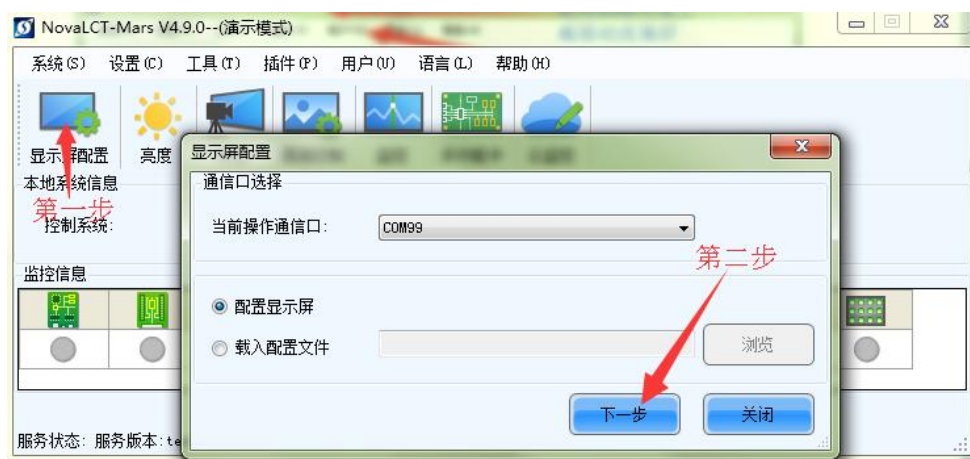 NovaLCT-Mars V4.9.0--(演示模式)
系统(S) 设置(C) 工具(T) 插件(P) 用户(U) 语言(L) 帮助(H)
显示屏配置 亮度
本地系统信息
第一步
控制系统:
监控信息
服务状态: 服务版本:te
显示屏配置
通信口选择
当前操作通信口: COM99
第二步
配置显示屏
载入配置文件 浏览
下一步 关闭